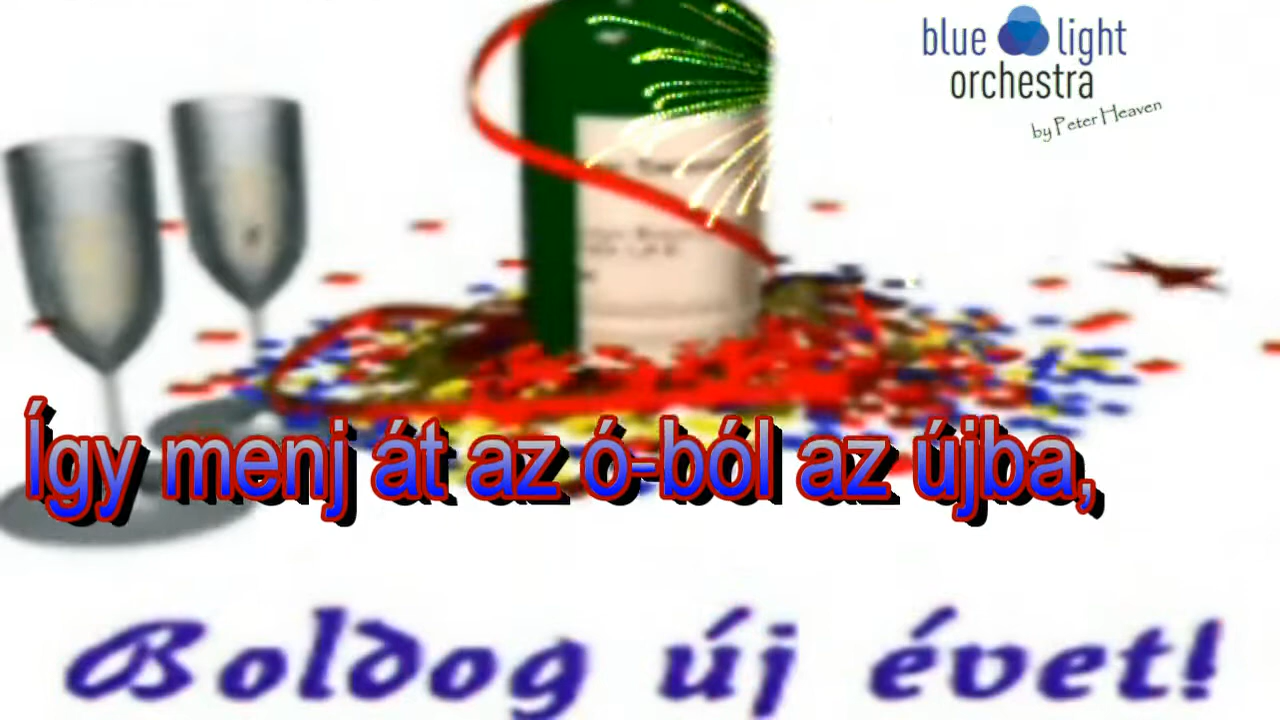 blue light
orchestra
by Peter Heaven
Így menj át az ó-ból az újba,
Boldog új évet!